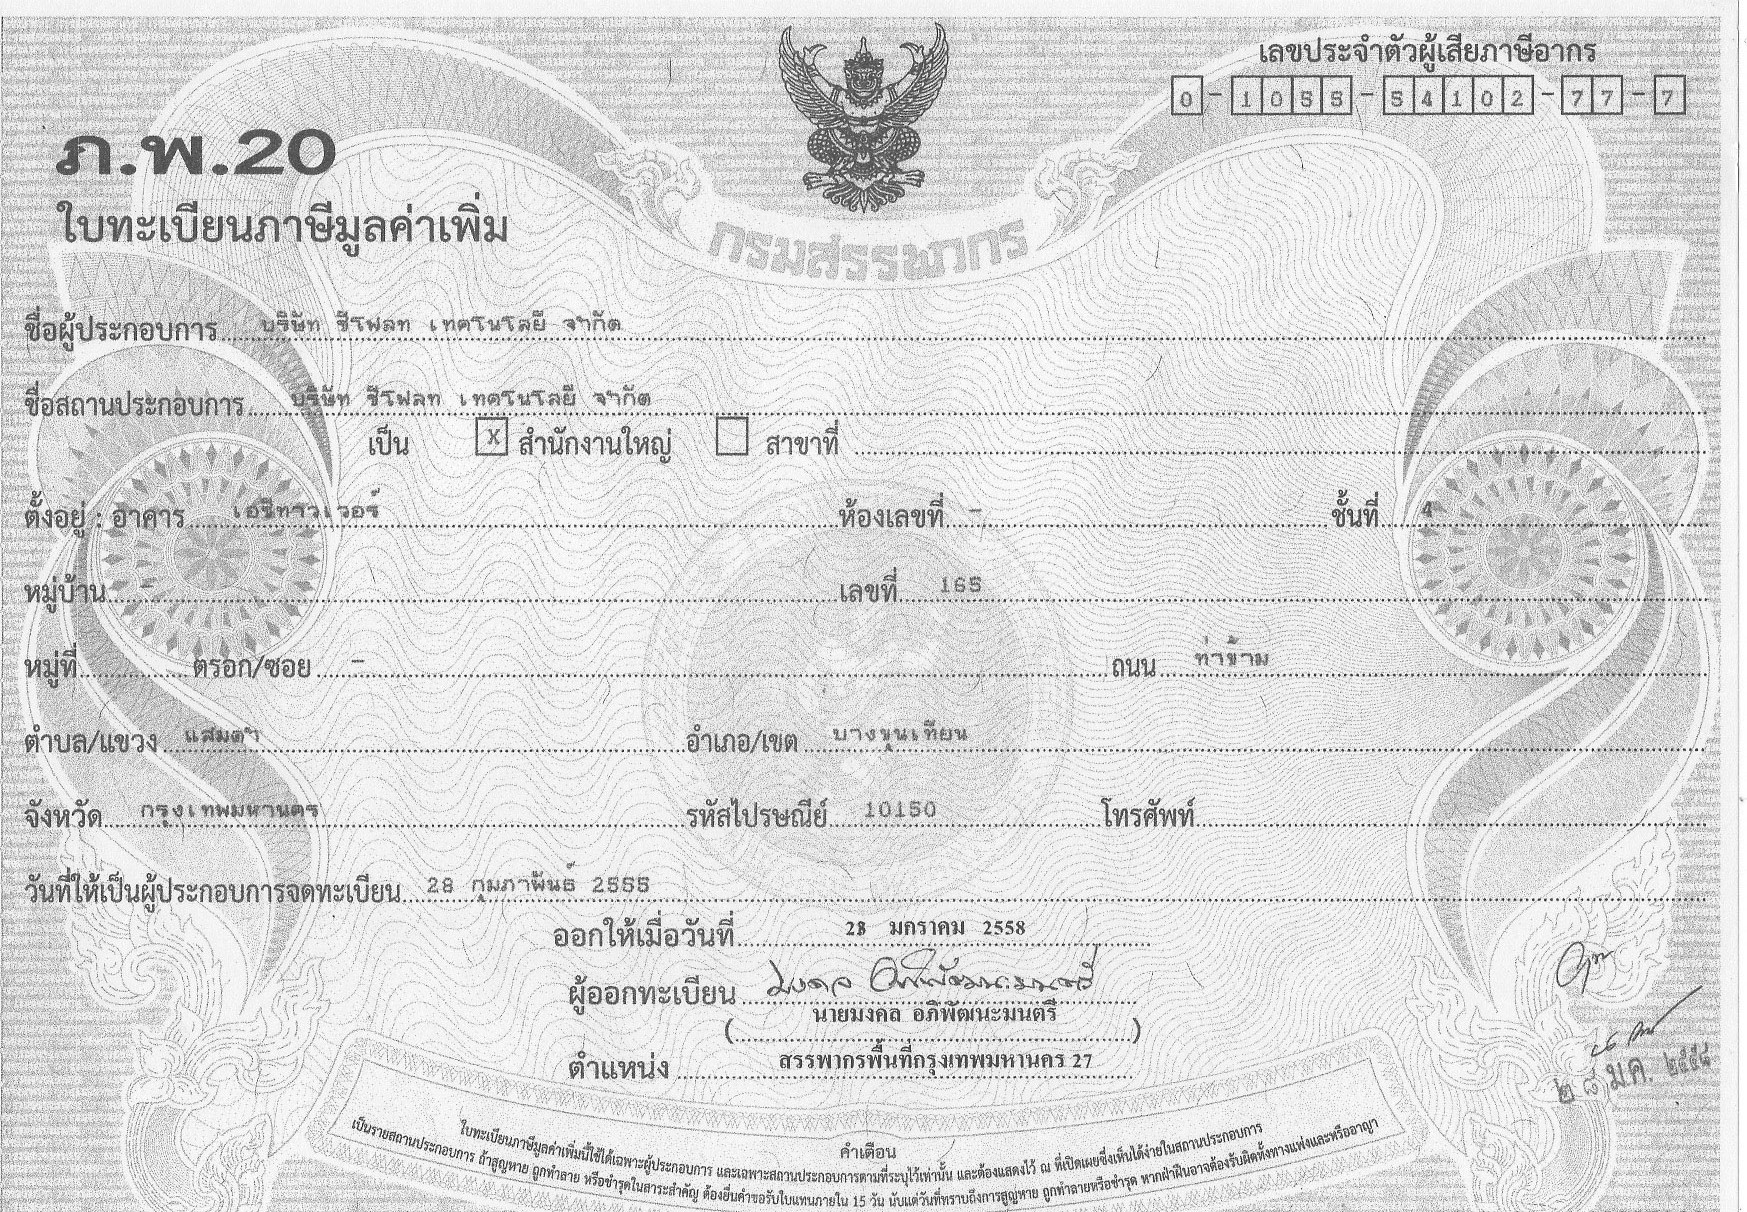 เลขประจำตัวผู้เสียภาษีอากร
0-1055-54102-77-7
ภ.พ.20
ใบทะเบียนภาษีมูลค่าเพิ่ม
กรมสรรพากร
ชื่อผู้ประกอบการ บริษัท ซีโฟลท เทคโนโลยี จำกัด
ชื่อสถานประกอบการ บริษัท ซีโฟลท เทคโนโลยี จำกัด
เป็น X สำนักงานใหญ่ สาขาที่
ตั้งอยู่ : อาคาร เอซีทาวเวอร์ ห้องเลขที่ - ชั้นที่ 4
หมู่บ้าน - เลขที่ 165
หมู่ที่ ตรอก/ซอย - ถนน ท่าข้าม
ตำบล/แขวง แสมดำ อำเภอ/เขต บางขุนเทียน
จังหวัด กรุงเทพมหานคร รหัสไปรษณีย์ 10150 โทรศัพท์
วันที่ให้เป็นผู้ประกอบการจดทะเบียน 28 กุมภาพันธ์ 2555
ออกให้เมื่อวันที่ 28 มกราคม 2558
ผู้ออกทะเบียน มงคล อภิพัฒนะมนตรี
(นายมงคล อภิพัฒนะมนตรี)
ตำแหน่ง สรรพากรพื้นที่กรุงเทพมหานคร 27
๒๘ มค. ๒๕๕๘
คำเตือน
ใบทะเบียนภาษีมูลค่าเพิ่มนี้ใช้ได้เฉพาะผู้ประกอบการ และเฉพาะสถานประกอบการตามที่ระบุไว้เท่านั้น และต้องแสดงไว้ ณ ที่เปิดเผยซึ่งเห็นได้ง่ายในสถานประกอบการ
เป็นรายสถานประกอบการ ถ้าสูญหาย ถูกทำลาย หรือชำรุดในสาระสำคัญ ต้องยื่นคำขอรับใบแทนภายใน 15 วัน นับแต่วันที่ทราบถึงการสูญหาย ถูกทำลายหรือชำรุด หากฝ่าฝืนอาจต้องรับผิดทั้งทางแพ่งและหรืออาญา